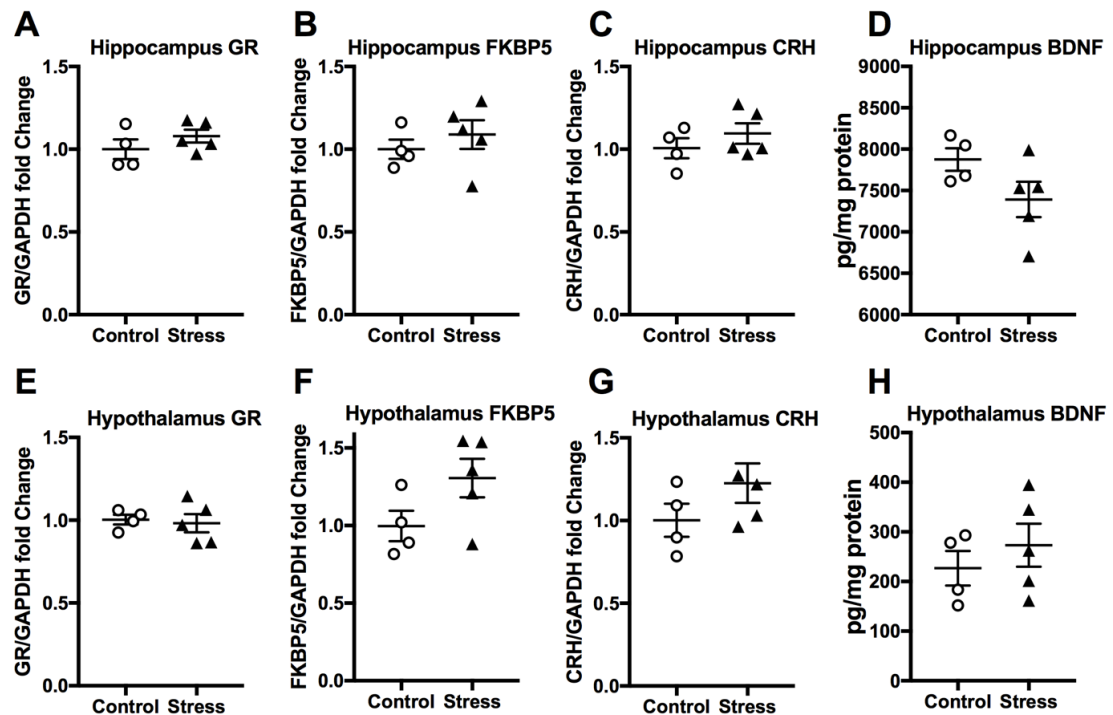 A
Hippocampus GR
GR/GAPDH fold Change
1.5
1.0
0.5
0.0
Control Stress
B
Hippocampus FKBP5
FKBP5/GAPDH fold Change
1.5
1.0
0.5
0.0
Control Stress
C
Hippocampus CRH
CRH/GAPDH fold Change
1.5
1.0
0.5
0.0
Control Stress
D
Hippocampus BDNF
pg/mg protein
9000
8500
8000
7500
7000
6500
6000
Control Stress
E
Hypothalamus GR
GR/GAPDH fold Change
1.5
1.0
0.5
0.0
Control Stress
F
Hypothalamus FKBP5
FKBP5/GAPDH fold Change
1.5
1.0
0.5
0.0
Control Stress
G
Hypothalamus CRH
CRH/GAPDH fold Change
1.5
1.0
0.5
0.0
Control Stress
H
Hypothalamus BDNF
pg/mg protein
500
400
300
200
100
0
Control Stress